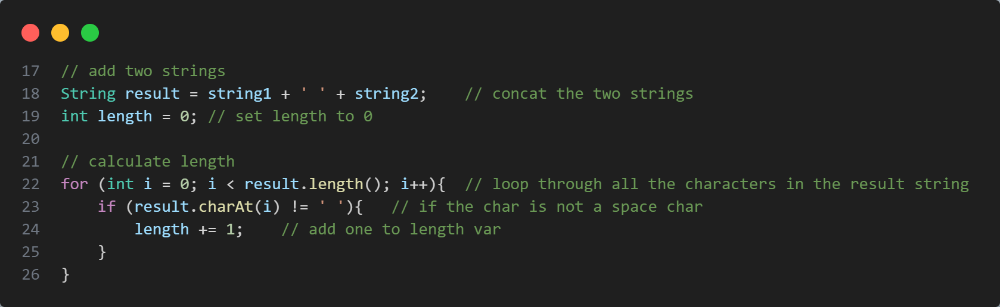 17 // add two strings
18 String result = string1 + ' ' + string2;    // concat the two strings
19 int length = 0; // set length to 0
20
21 // calculate length
22 for (int i = 0; i < result.length(); i++){  // loop through all the characters in the result string
23     if (result.charAt(i) != ' '){   // if the char is not a space char
24         length += 1;    // add one to length var
25     }
26 }